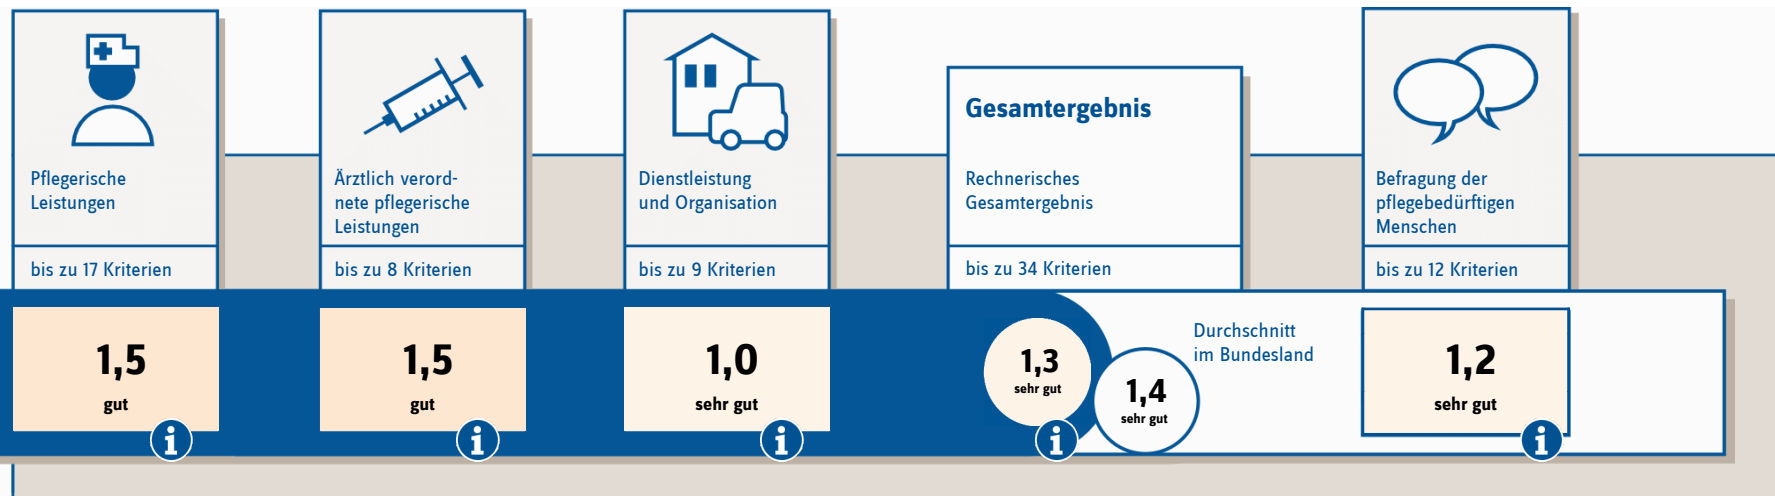 Pflegerische
Leistungen
bis zu 17 Kriterien
1,5
gut
i
Ärztlich verord-
nete pflegerische
Leistungen
bis zu 8 Kriterien
1,5
gut
i
Dienstleistung
und Organisation
bis zu 9 Kriterien
1,0
sehr gut
i
Gesamtergebnis
Rechnerisches
Gesamtergebnis
bis zu 34 Kriterien
1,3
sehr gut
i
1,4
sehr gut
Durchschnitt
im Bundesland
Befragung der
pflegebedürftigen
Menschen
bis zu 12 Kriterien
1,2
sehr gut
i